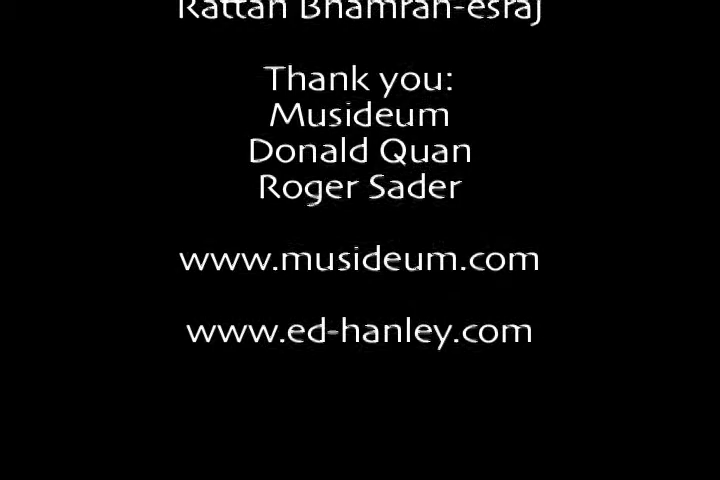 Rattan Bhamrah-esraj
Thank you:
Musideum
Donald Quan
Roger Sader
www.musideum.com
www.ed-hanley.com